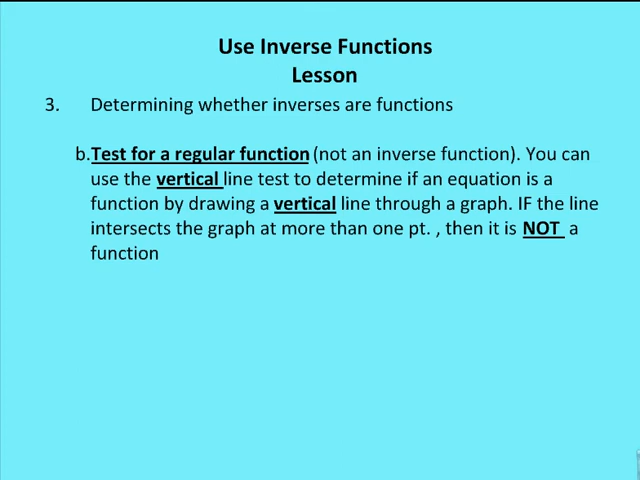 Use Inverse Functions
Lesson
3. Determining whether inverses are functions
b.Test for a regular function (not an inverse function). You can
use the vertical line test to determine if an equation is a
function by drawing a vertical line through a graph. IF the line
intersects the graph at more than one pt. , then it is NOT a
function